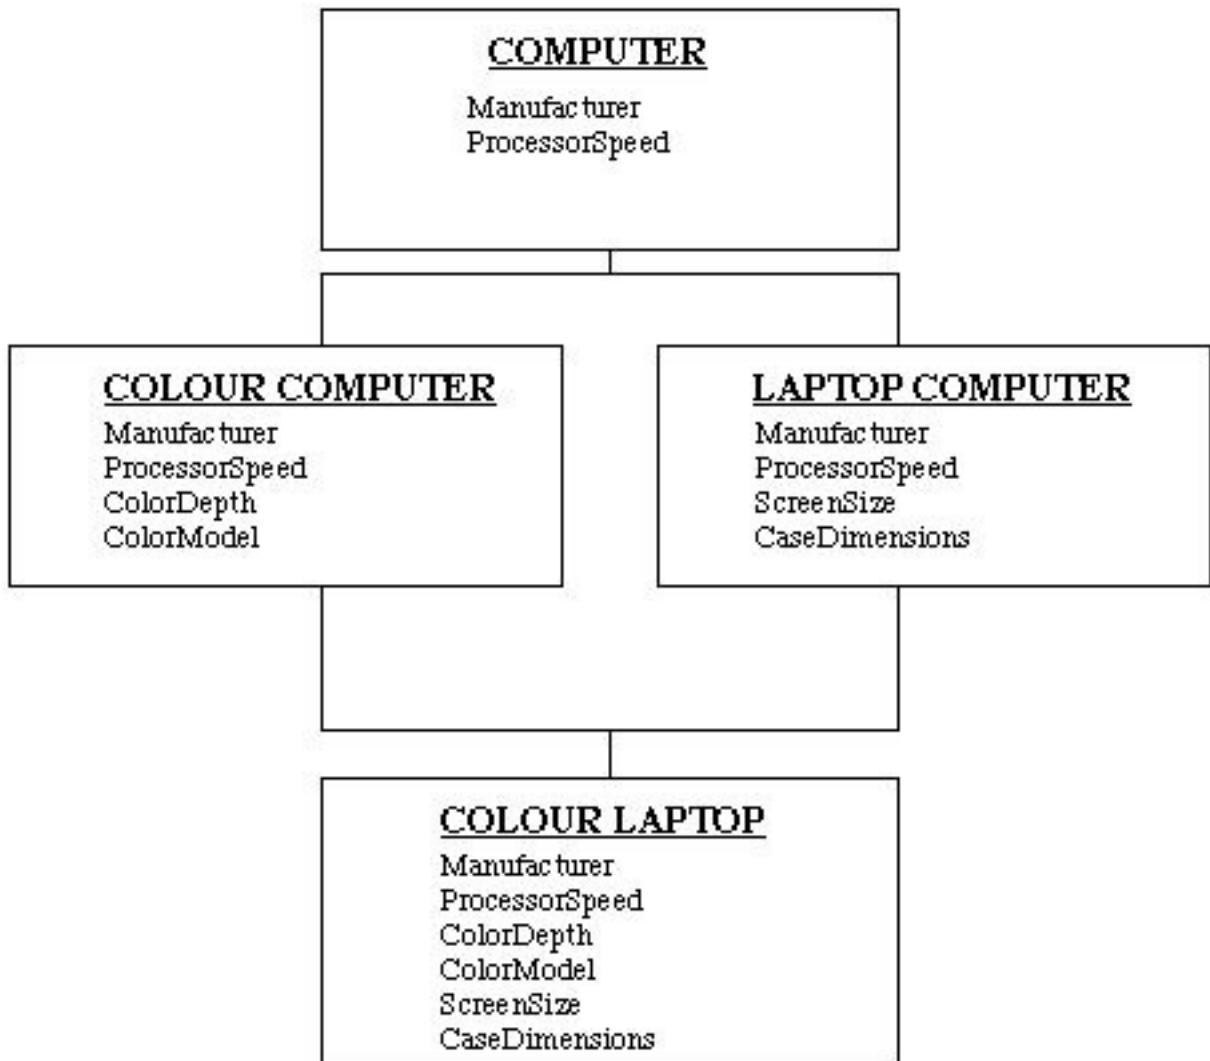 COMPUTER
Manufacturer
ProcessorSpeed
COLOUR COMPUTER
Manufacturer
ProcessorSpeed
ColorDepth
ColorModel
LAPTOP COMPUTER
Manufacturer
ProcessorSpeed
ScreenSize
CaseDimensions
COLOUR LAPTOP
Manufacturer
ProcessorSpeed
ColorDepth
ColorModel
ScreenSize
CaseDimensions